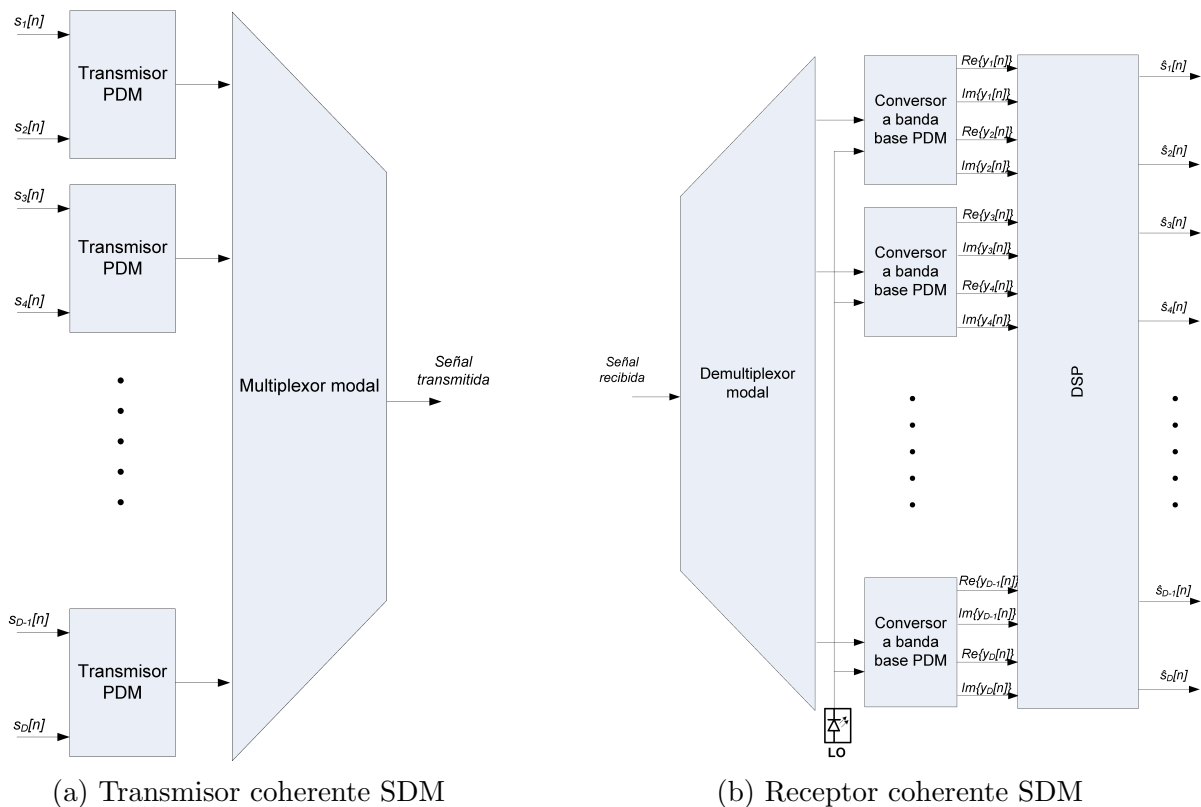 s1[n]
Transmisor
PDM
s2[n]
s3[n]
Transmisor
PDM
s4[n]
sD-1[n]
Transmisor
PDM
sD[n]
Multiplexor modal
Señal
transmitida
(a) Transmisor coherente SDM
Señal
recibida
Demultiplexor
modal
LO
Conversor
a banda
base PDM
Re{y1[n]}
Im{y1[n]}
Re{y2[n]}
Im{y2[n]}
Conversor
a banda
base PDM
Re{y3[n]}
Im{y3[n]}
Re{y4[n]}
Im{y4[n]}
Conversor
a banda
base PDM
Re{yD-1[n]}
Im{yD-1[n]}
Re{yD[n]}
Im{yD[n]}
DSP
ŝ1[n]
ŝ2[n]
ŝ3[n]
ŝ4[n]
ŝD-1[n]
ŝD[n]
(b) Receptor coherente SDM